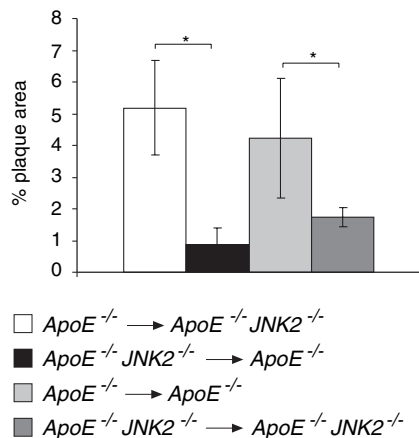 8
7
6
5
4
3
2
1
0
% plaque area
*
*
ApoE -/- → ApoE -/- JNK2 -/-
ApoE -/- JNK2 -/- → ApoE -/-
ApoE -/- → ApoE -/-
ApoE -/- JNK2 -/- → ApoE -/- JNK2 -/-